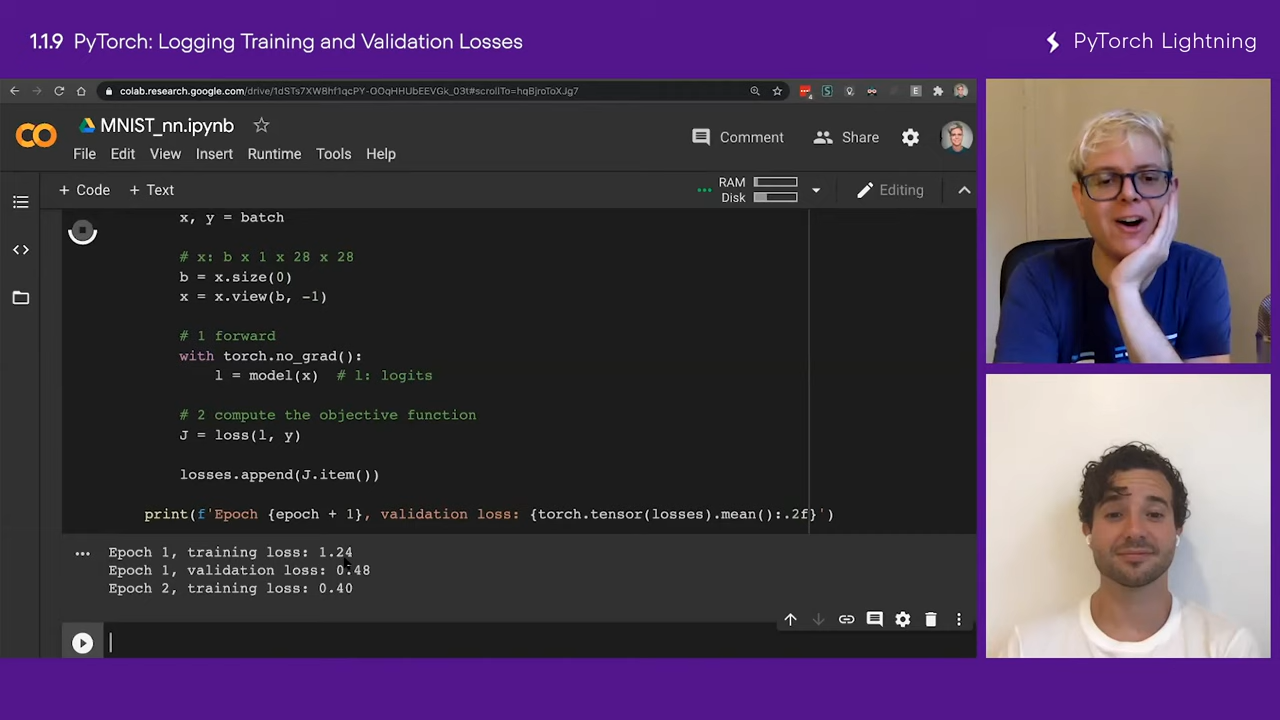 1.1.9 PyTorch: Logging Training and Validation Losses
PyTorch Lightning
colab.research.google.com/drive/1dSTs7XW8hf1qcPY-OOqHHUbEEVGk_03t#scrollTo=hqBjroToXJg7
MNIST_nn.ipynb
Comment
Share
File Edit View Insert Runtime Tools Help
+ Code + Text
RAM
Disk
Editing
x, y = batch
# x: b x 1 x 28 x 28
b = x.size(0)
x = x.view(b, -1)
# 1 forward
with torch.no_grad():
l = model(x) # l: logits
# 2 compute the objective function
J = loss(l, y)
losses.append(J.item())
print(f'Epoch {epoch + 1}, validation loss: {torch.tensor(losses).mean():.2f}')
Epoch 1, training loss: 1.24
Epoch 1, validation loss: 0.48
Epoch 2, training loss: 0.40